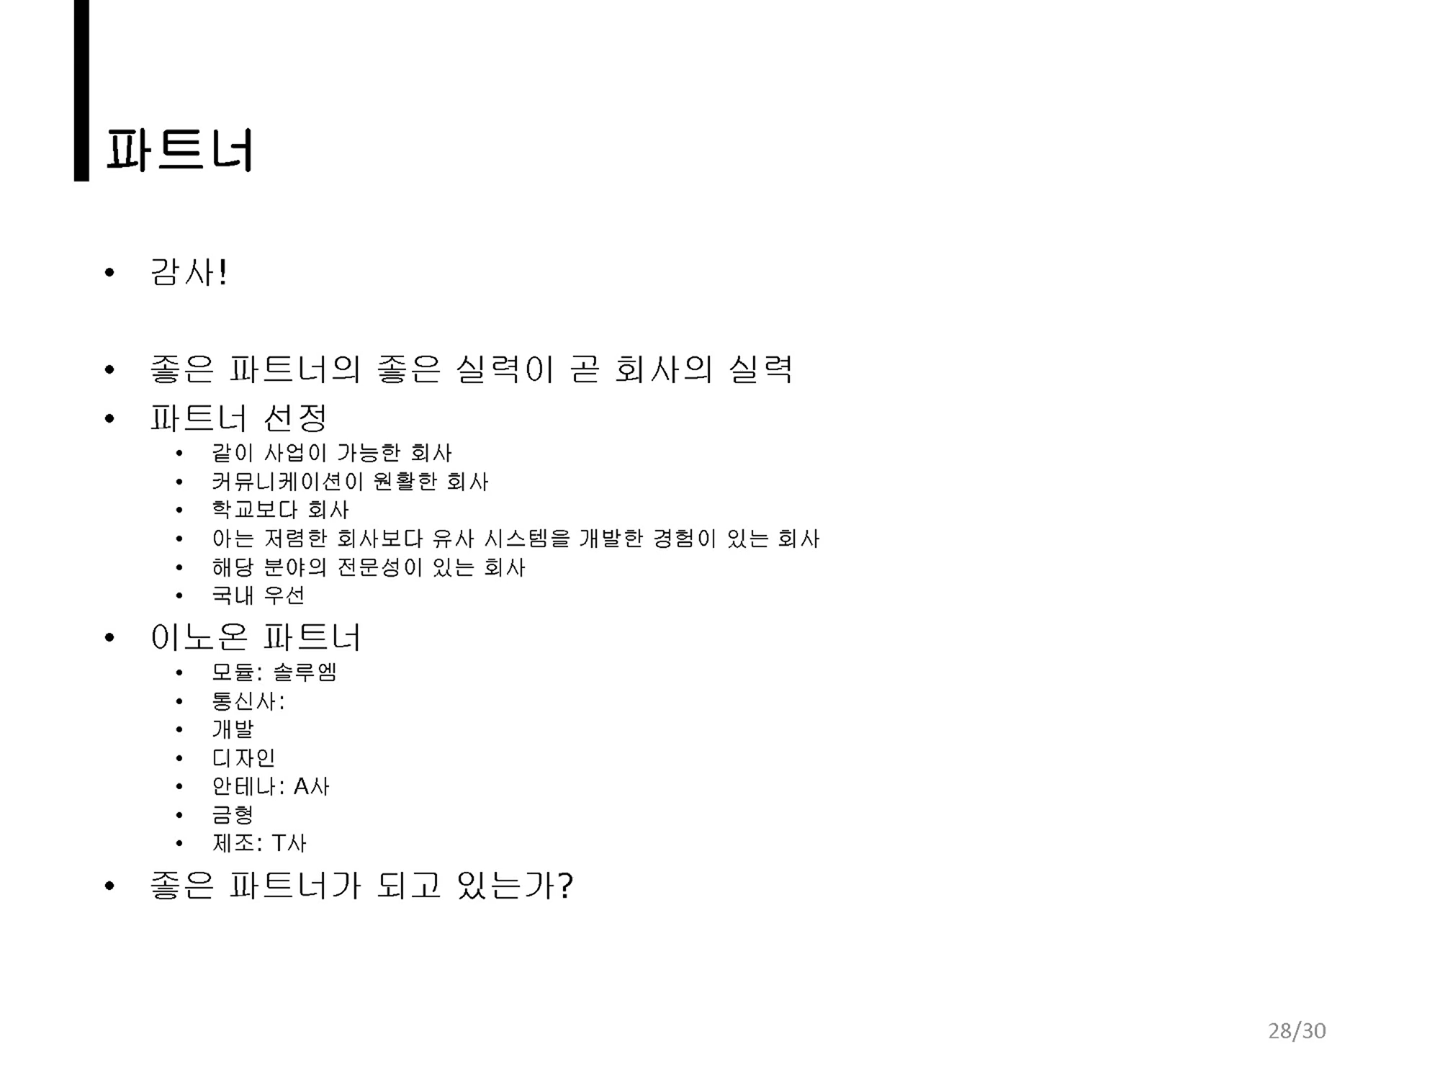 파트너
• 감사!
• 좋은 파트너의 좋은 실력이 곧 회사의 실력
• 파트너 선정
• 같이 사업이 가능한 회사
• 커뮤니케이션이 원활한 회사
• 학교보다 회사
• 아는 저렴한 회사보다 유사 시스템을 개발한 경험이 있는 회사
• 해당 분야의 전문성이 있는 회사
• 국내 우선
• 이노온 파트너
• 모듈: 솔루엠
• 통신사:
• 개발
• 디자인
• 안테나: A사
• 금형
• 제조: T사
• 좋은 파트너가 되고 있는가?
28/30